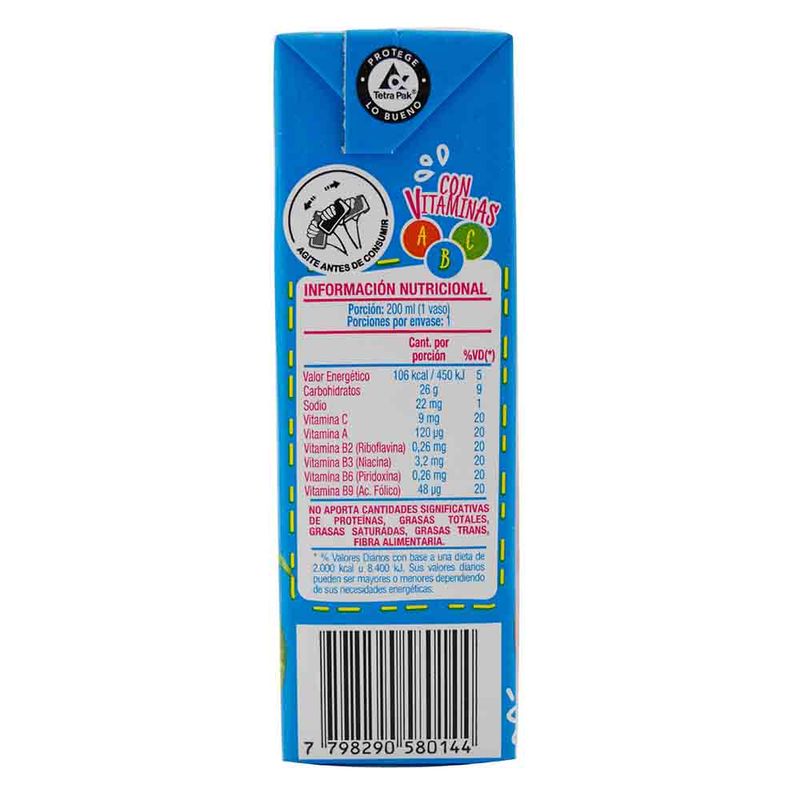 PROTEGE
Tetra Pak®
LO BUENO
CON
VITAMINAS
A
B
C
AGITE ANTES DE CONSUMIR
INFORMACIÓN NUTRICIONAL
Porción: 200 ml (1 vaso)
Porciones por envase: 1
Cant. por
porción %VD(*)
Valor Energético 106 kcal / 450 kJ 5
Carbohidratos 26 g 9
Sodio 22 mg 1
Vitamina C 9 mg 20
Vitamina A 120 µg 20
Vitamina B2 (Riboflavina) 0,26 mg 20
Vitamina B3 (Niacina) 3,2 mg 20
Vitamina B6 (Piridoxina) 0,26 mg 20
Vitamina B9 (Ac. Fólico) 48 µg 20
NO APORTA CANTIDADES SIGNIFICATIVAS
DE PROTEÍNAS, GRASAS TOTALES,
GRASAS SATURADAS, GRASAS TRANS,
FIBRA ALIMENTARIA.
* % Valores Diarios con base a una dieta de
2.000 kcal u 8.400 kJ. Sus valores diarios
pueden ser mayores o menores dependiendo
de sus necesidades energéticas.
7 798290 580144